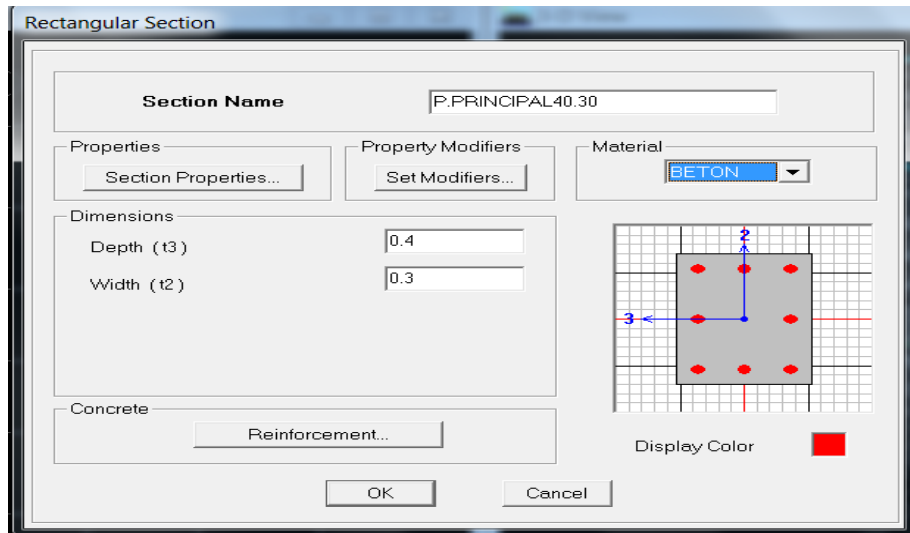 Rectangular Section
Section Name P.PRINCIPAL40.30
Properties Property Modifiers Material
Section Properties... Set Modifiers... BETON
Dimensions
Depth (t3) 0.4
Width (t2) 0.3
2
3
Concrete
Reinforcement...
Display Color
OK Cancel